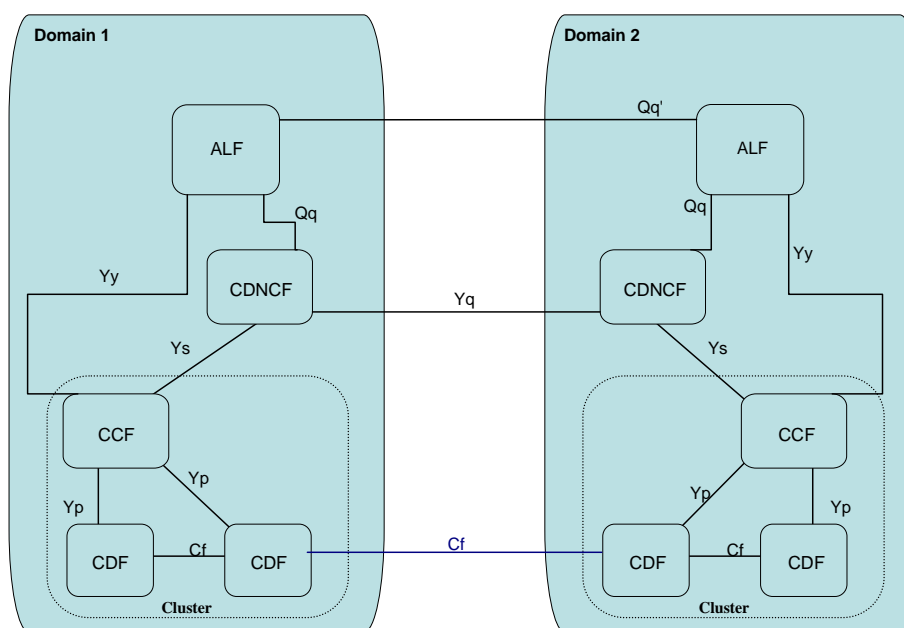 Domain 1
Domain 2
Qq'
ALF
ALF
Qq
Qq
Yy
Yy
CDNCF
CDNCF
Yq
Ys
Ys
CCF
CCF
Yp
Yp
Yp
Yp
CDF
Cf
CDF
Cf
CDF
Cf
CDF
Cluster
Cluster